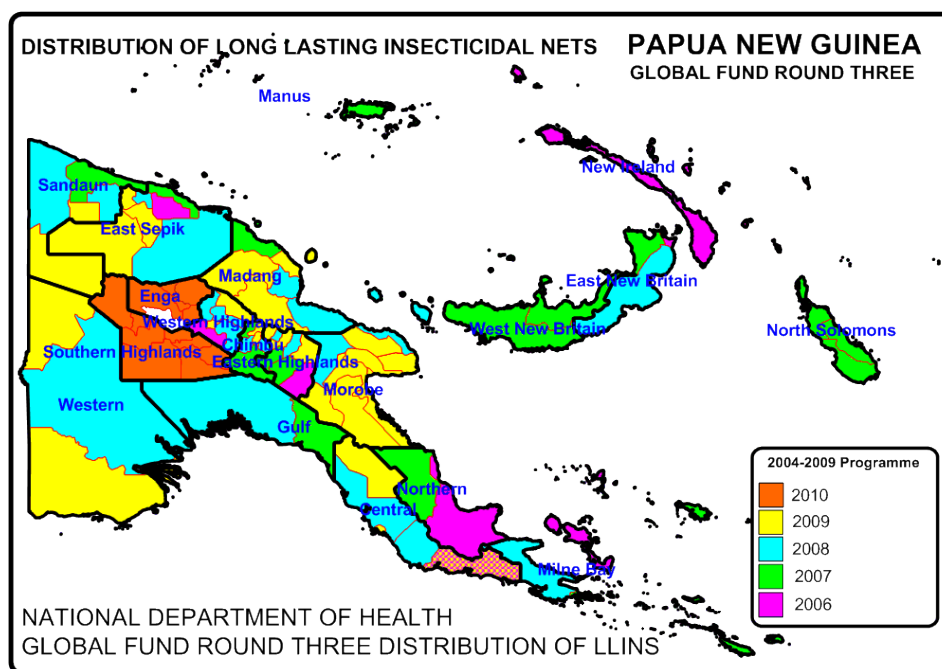 DISTRIBUTION OF LONG LASTING INSECTICIDAL NETS
PAPUA NEW GUINEA
GLOBAL FUND ROUND THREE
Manus
New Ireland
Sandaun
East Sepik
Madang
East New Britain
Enga
Western Highlands
West New Britain
North Solomons
Chimbu
Southern Highlands
Eastern Highlands
Morobe
Western
Gulf
Northern
Central
Milne Bay
2004-2009 Programme
2010
2009
2008
2007
2006
NATIONAL DEPARTMENT OF HEALTH
GLOBAL FUND ROUND THREE DISTRIBUTION OF LLINS